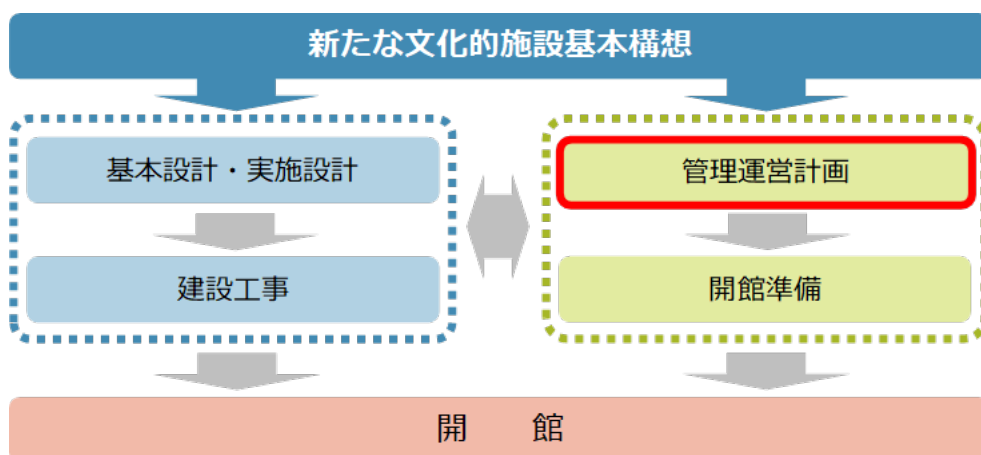 新たな文化的施設基本構想
基本設計・実施設計
建設工事
管理運営計画
開館準備
開　館